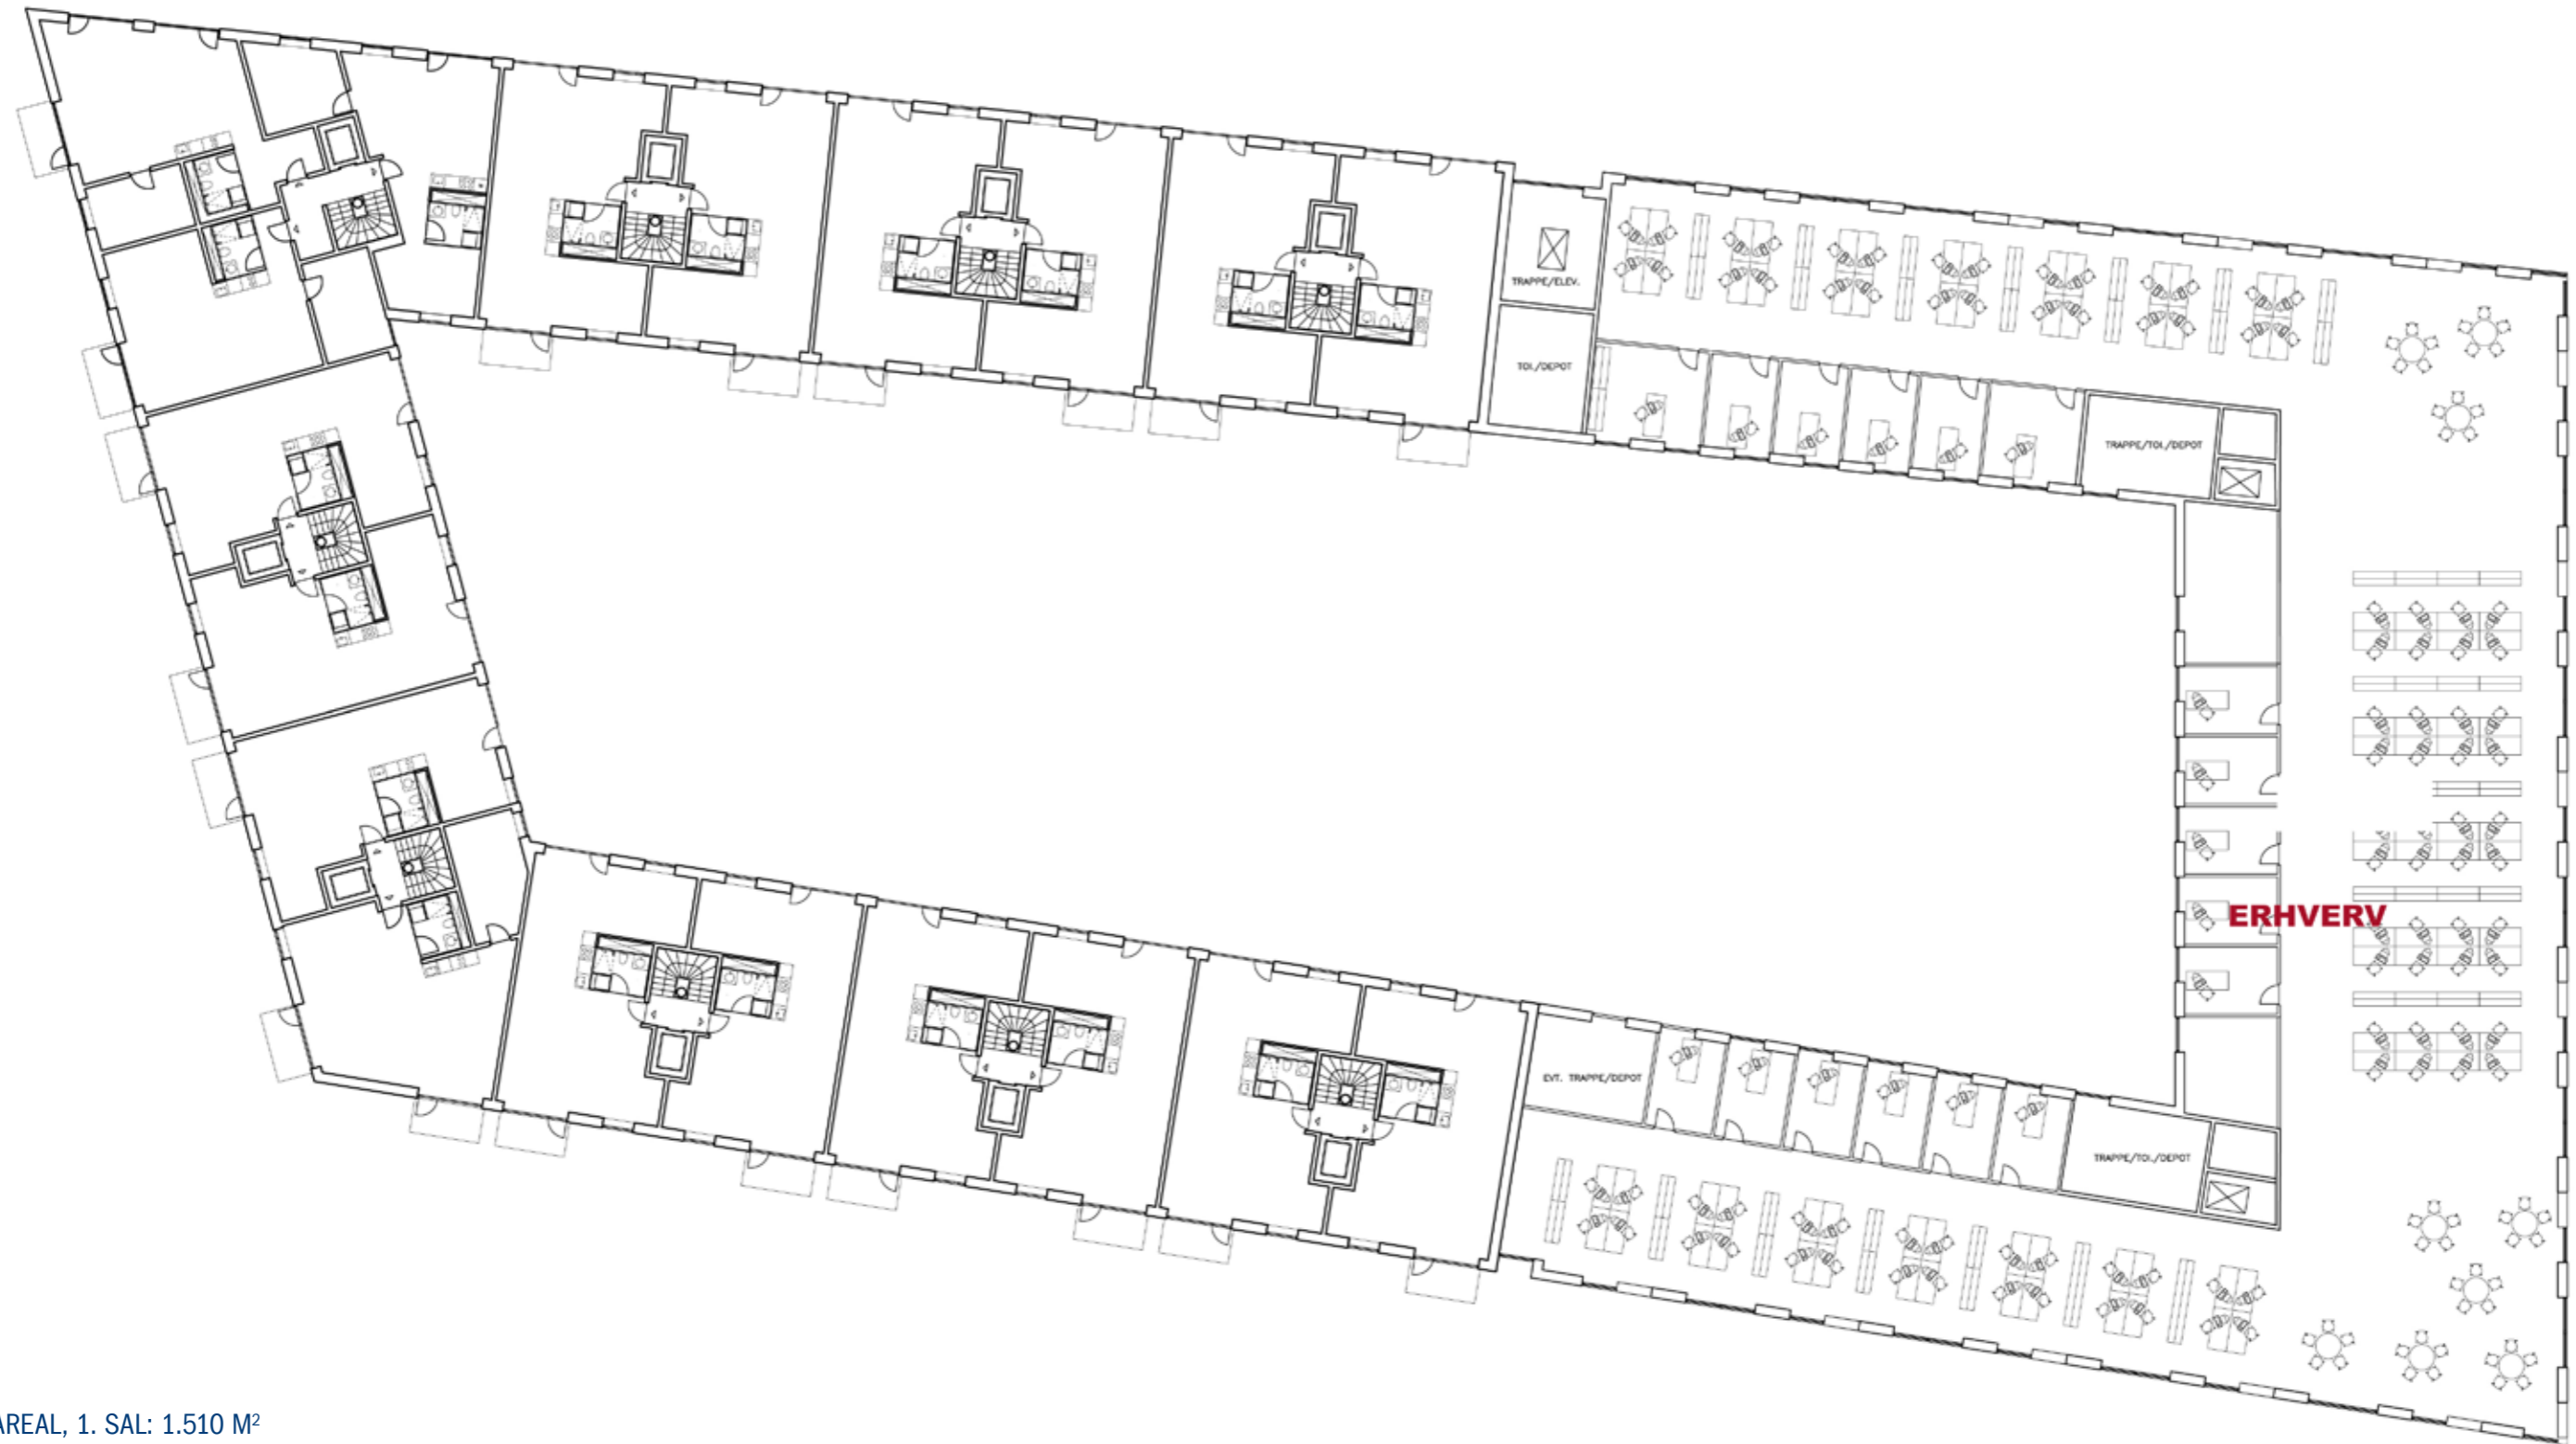 TRAPPE/ELEV.
TOI./DEPOT
TRAPPE/TOI./DEPOT
ERHVERV
EVT. TRAPPE/DEPOT
TRAPPE/TOI./DEPOT
AREAL, 1. SAL: 1.510 M²